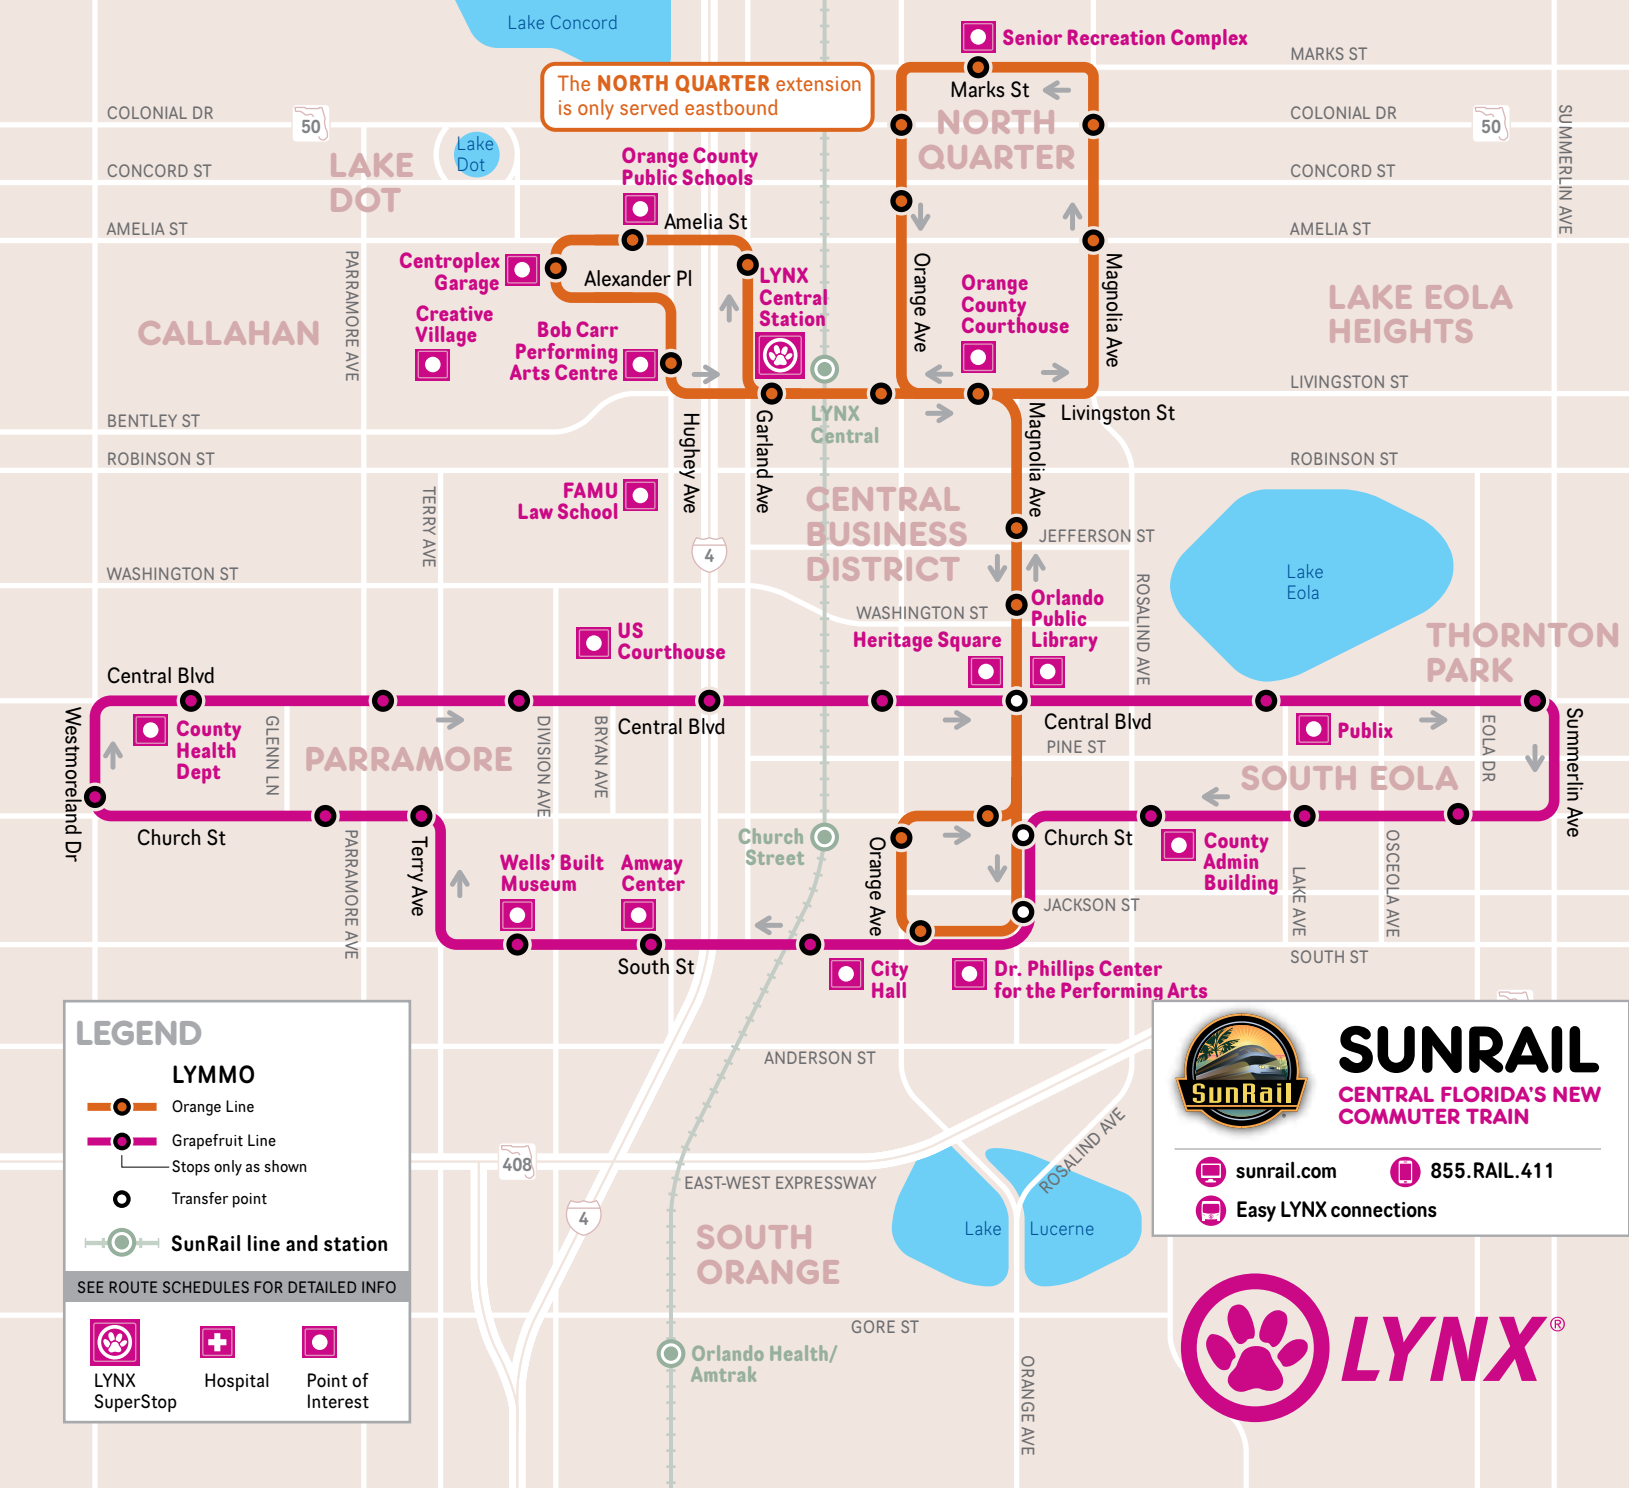 Lake Concord
Senior Recreation Complex
The NORTH QUARTER extension
is only served eastbound
Marks St
MARKS ST
COLONIAL DR
50
NORTH
QUARTER
COLONIAL DR
50
SUMMERLIN AVE
LAKE
DOT
Lake
Dot
Orange County
Public Schools
CONCORD ST
CONCORD ST
AMELIA ST
Amelia St
AMELIA ST
PARRAMORE AVE
Centroplex
Garage
Alexander Pl
LYNX
Central
Station
Orange Ave
Orange
County
Courthouse
Magnolia Ave
LAKE EOLA
HEIGHTS
CALLAHAN
Creative
Village
Bob Carr
Performing
Arts Centre
LIVINGSTON ST
BENTLEY ST
Hughey Ave
Garland Ave
LYNX
Central
Magnolia Ave
Livingston St
ROBINSON ST
ROBINSON ST
TERRY AVE
FAMU
Law School
CENTRAL
BUSINESS
DISTRICT
JEFFERSON ST
4
Lake
Eola
WASHINGTON ST
WASHINGTON ST
ROSALIND AVE
Orlando
Public
Library
Heritage Square
US
Courthouse
THORNTON
PARK
Central Blvd
Westmoreland Dr
County
Health
Dept
GLENN LN
PARRAMORE
DIVISION AVE
BRYAN AVE
Central Blvd
Central Blvd
PINE ST
Publix
EOLA DR
Summerlin Ave
SOUTH EOLA
Church St
PARRAMORE AVE
Terry Ave
Wells' Built
Museum
Amway
Center
Church
Street
Orange Ave
Church St
County
Admin
Building
LAKE AVE
OSCEOLA AVE
JACKSON ST
South St
City
Hall
Dr. Phillips Center
for the Performing Arts
SOUTH ST
LEGEND
LYMMO
Orange Line
Grapefruit Line
Stops only as shown
Transfer point
SunRail line and station
SEE ROUTE SCHEDULES FOR DETAILED INFO
LYNX
SuperStop
Hospital
Point of
Interest
ANDERSON ST
408
EAST-WEST EXPRESSWAY
ROSALIND AVE
4
SOUTH
ORANGE
Lake Lucerne
GORE ST
Orlando Health/
Amtrak
ORANGE AVE
SunRail
SUNRAIL
CENTRAL FLORIDA'S NEW
COMMUTER TRAIN
sunrail.com
855.RAIL.411
Easy LYNX connections
LYNX®